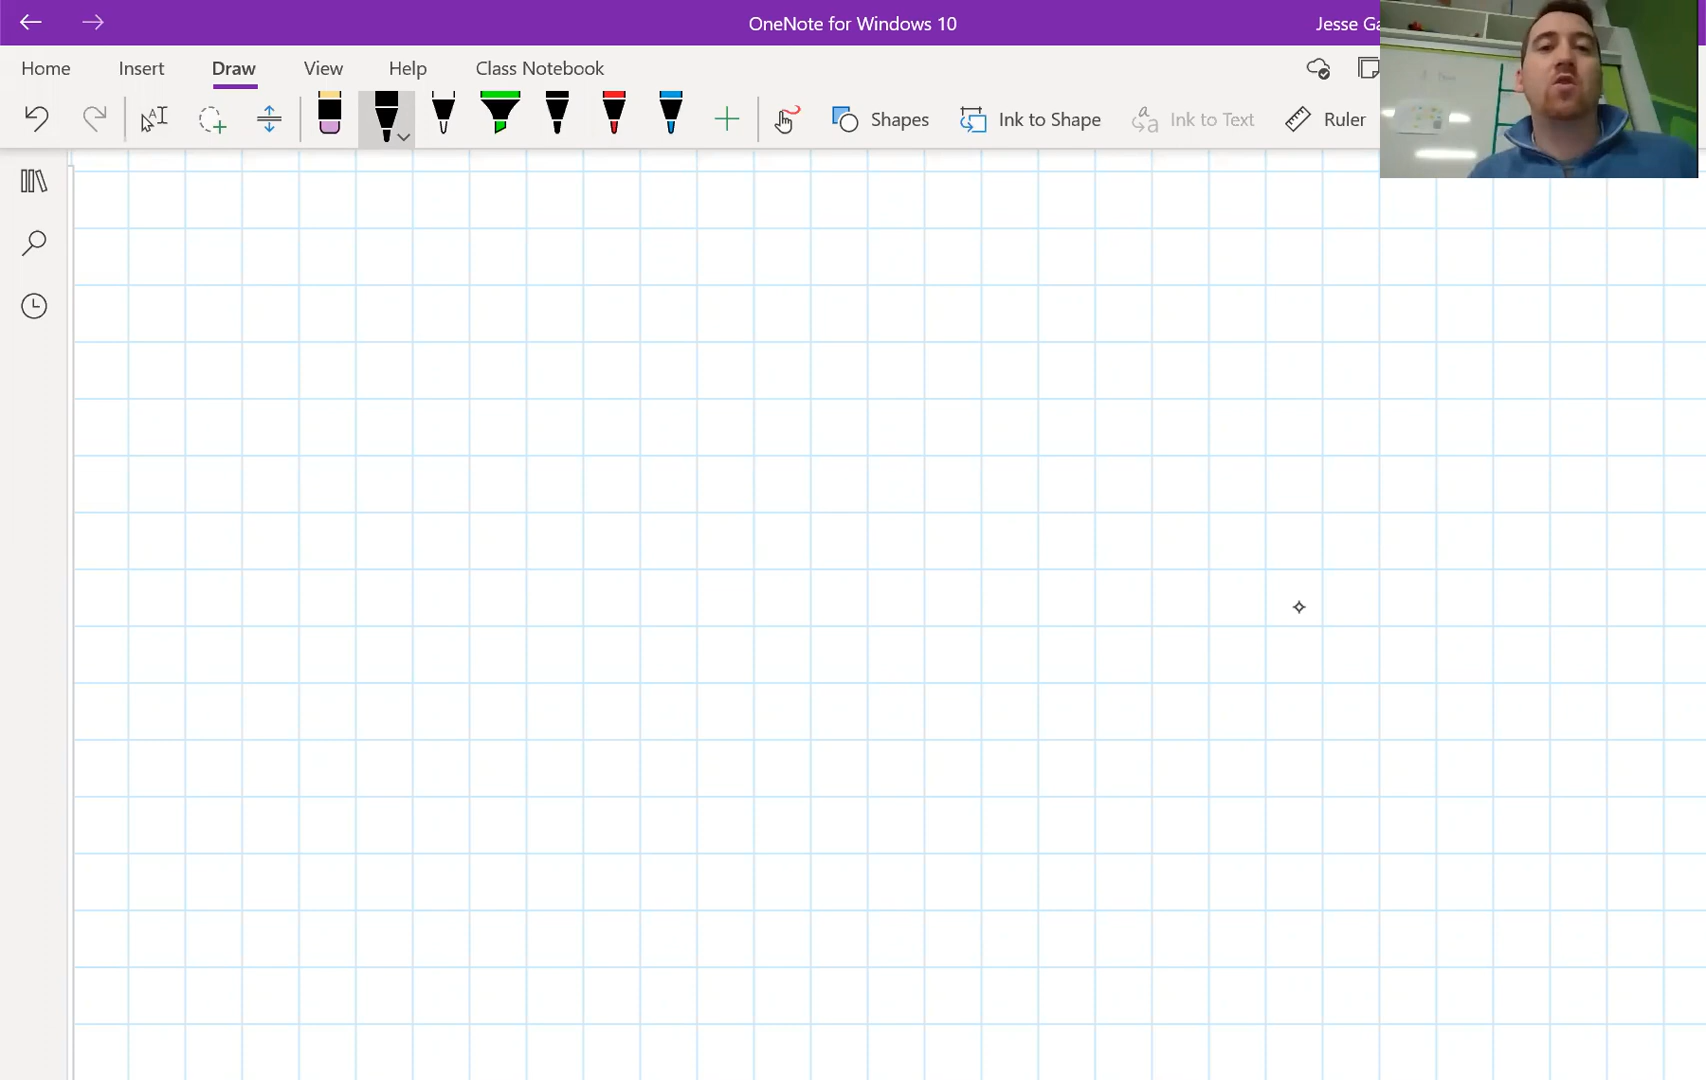 OneNote for Windows 10
Jesse
Home Insert Draw View Help Class Notebook
Shapes Ink to Shape Ink to Text Ruler